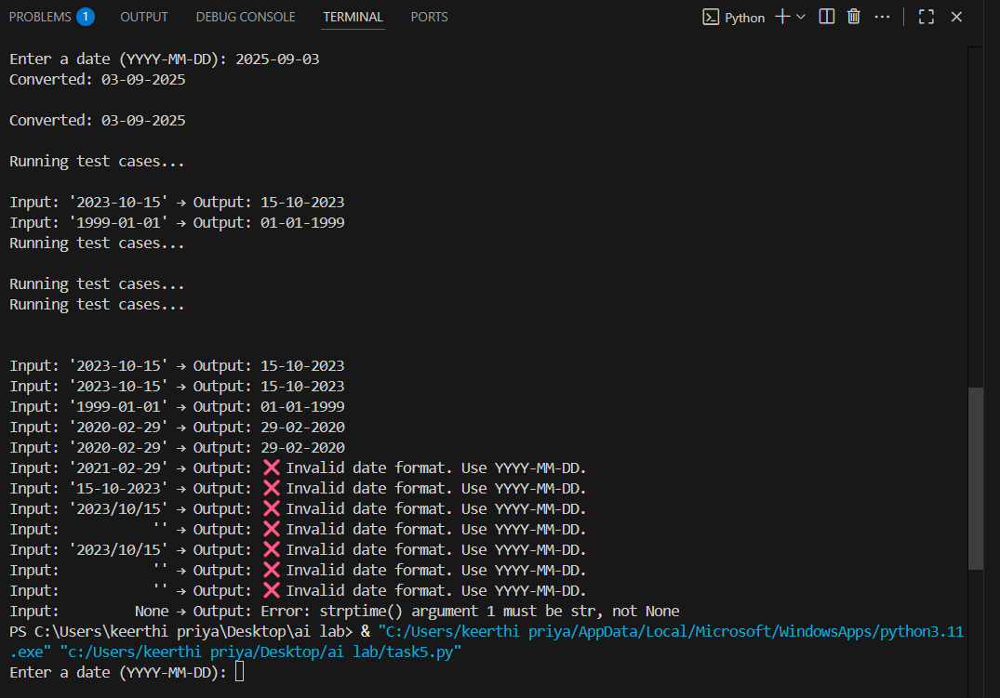 PROBLEMS 1 OUTPUT DEBUG CONSOLE TERMINAL PORTS Python
Enter a date (YYYY-MM-DD): 2025-09-03
Converted: 03-09-2025
Converted: 03-09-2025
Running test cases...
Input: '2023-10-15' → Output: 15-10-2023
Input: '1999-01-01' → Output: 01-01-1999
Running test cases...
Running test cases...
Running test cases...
Input: '2023-10-15' → Output: 15-10-2023
Input: '2023-10-15' → Output: 15-10-2023
Input: '1999-01-01' → Output: 01-01-1999
Input: '2020-02-29' → Output: 29-02-2020
Input: '2020-02-29' → Output: 29-02-2020
Input: '2021-02-29' → Output: ❌ Invalid date format. Use YYYY-MM-DD.
Input: '15-10-2023' → Output: ❌ Invalid date format. Use YYYY-MM-DD.
Input: '2023/10/15' → Output: ❌ Invalid date format. Use YYYY-MM-DD.
Input:           '' → Output: ❌ Invalid date format. Use YYYY-MM-DD.
Input: '2023/10/15' → Output: ❌ Invalid date format. Use YYYY-MM-DD.
Input:           '' → Output: ❌ Invalid date format. Use YYYY-MM-DD.
Input:           '' → Output: ❌ Invalid date format. Use YYYY-MM-DD.
Input:         None → Output: Error: strptime() argument 1 must be str, not None
PS C:\Users\keerthi priya\Desktop\ai lab> & "C:/Users/keerthi priya/AppData/Local/Microsoft/WindowsApps/python3.11
.exe" "c:/Users/keerthi priya/Desktop/ai lab/task5.py"
Enter a date (YYYY-MM-DD):